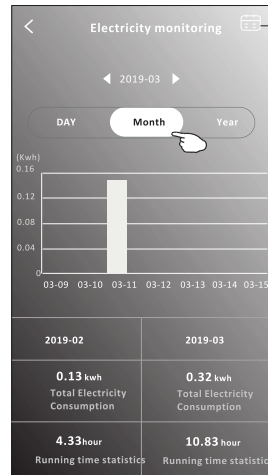 Electricity monitoring
2019-03
DAY Month Year
(Kwh)
0.16
0.12
0.08
0.04
0
03-09 03-10 03-11 03-12 03-13 03-14 03-15
2019-02 2019-03
0.13 kwh 0.32 kwh
Total Electricity Total Electricity
Consumption Consumption
4.33hour 10.83 hour
Running time statistics Running time statistic